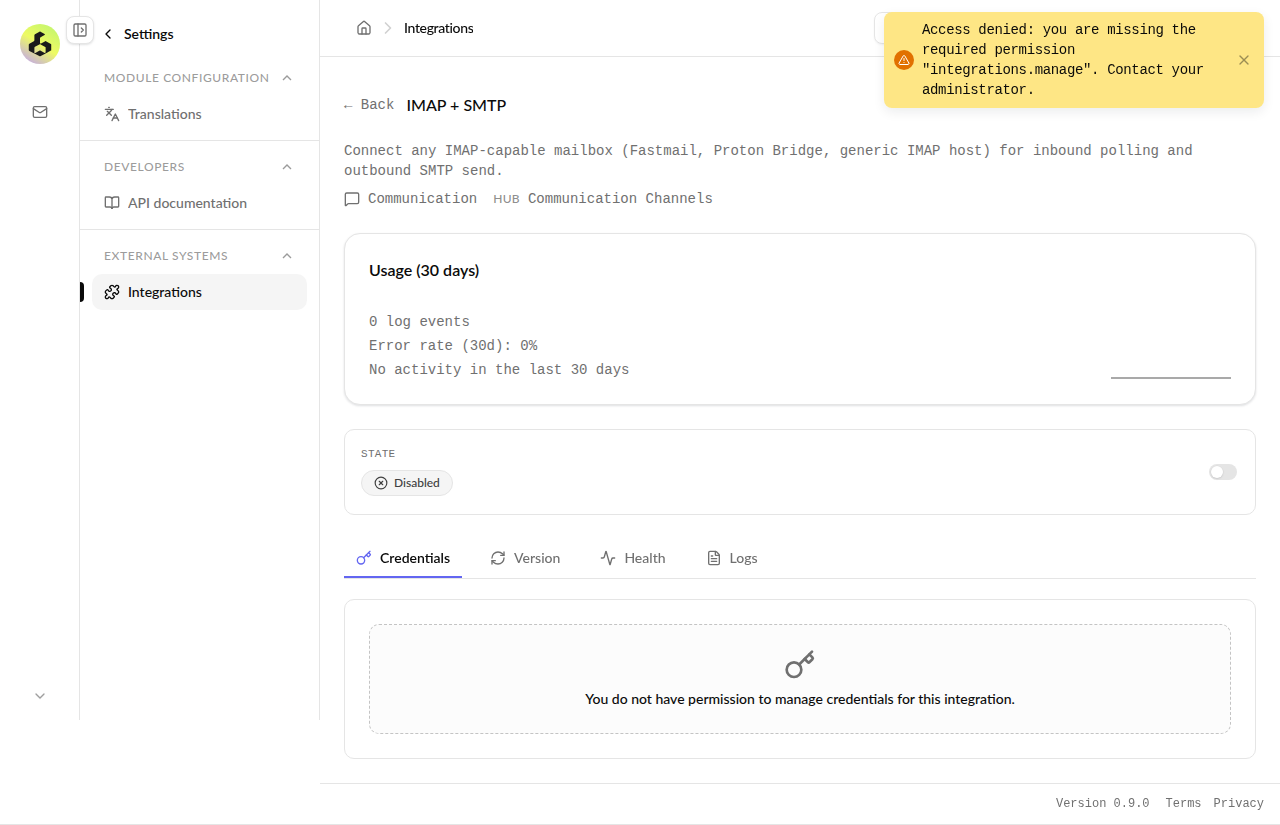 Settings
MODULE CONFIGURATION
Translations
DEVELOPERS
API documentation
EXTERNAL SYSTEMS
Integrations
Integrations
Access denied: you are missing the
required permission
"integrations.manage". Contact your
administrator.
← Back IMAP + SMTP
Connect any IMAP-capable mailbox (Fastmail, Proton Bridge, generic IMAP host) for inbound polling and
outbound SMTP send.
Communication HUB Communication Channels
Usage (30 days)
0 log events
Error rate (30d): 0%
No activity in the last 30 days
STATE
Disabled
Credentials Version Health Logs
You do not have permission to manage credentials for this integration.
Version 0.9.0 Terms Privacy